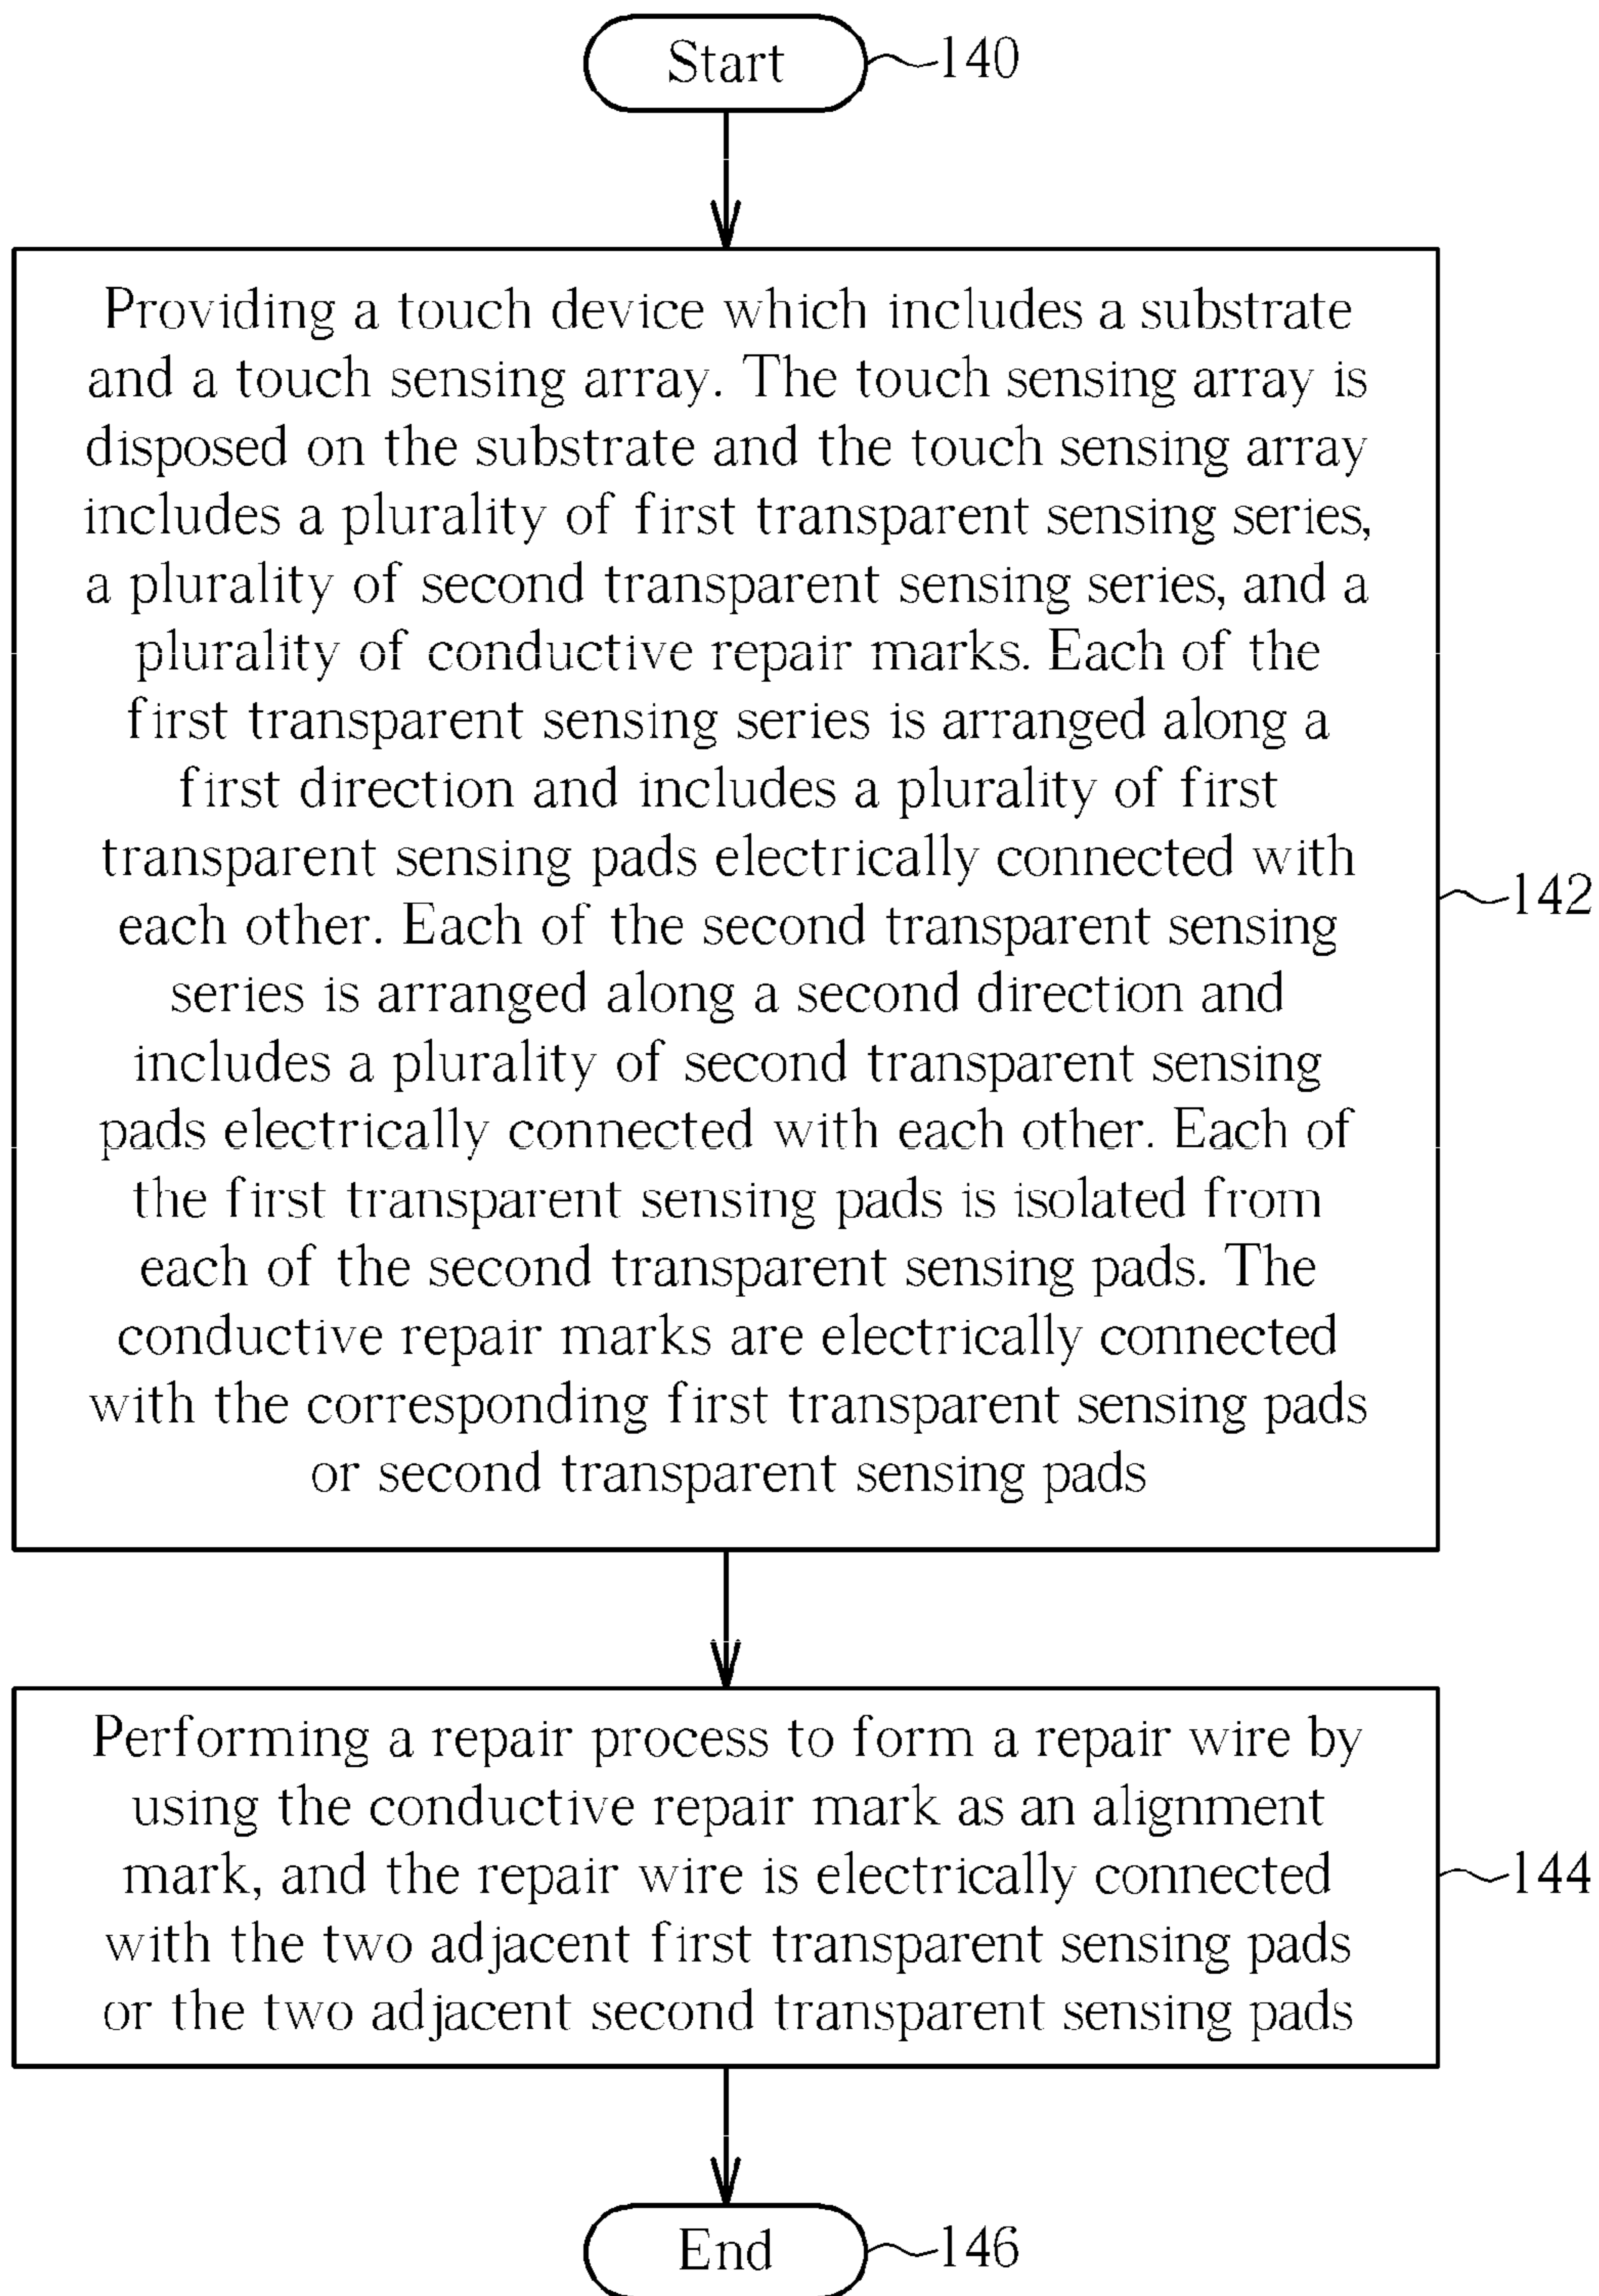 Start
140
Providing a touch device which includes a substrate
and a touch sensing array. The touch sensing array is
disposed on the substrate and the touch sensing array
includes a plurality of first transparent sensing series,
a plurality of second transparent sensing series, and a
plurality of conductive repair marks. Each of the
first transparent sensing series is arranged along a
first direction and includes a plurality of first
transparent sensing pads electrically connected with
each other. Each of the second transparent sensing
series is arranged along a second direction and
includes a plurality of second transparent sensing
pads electrically connected with each other. Each of
the first transparent sensing pads is isolated from
each of the second transparent sensing pads. The
conductive repair marks are electrically connected
with the corresponding first transparent sensing pads
or second transparent sensing pads
142
Performing a repair process to form a repair wire by
using the conductive repair mark as an alignment
mark, and the repair wire is electrically connected
with the two adjacent first transparent sensing pads
or the two adjacent second transparent sensing pads
144
End
146